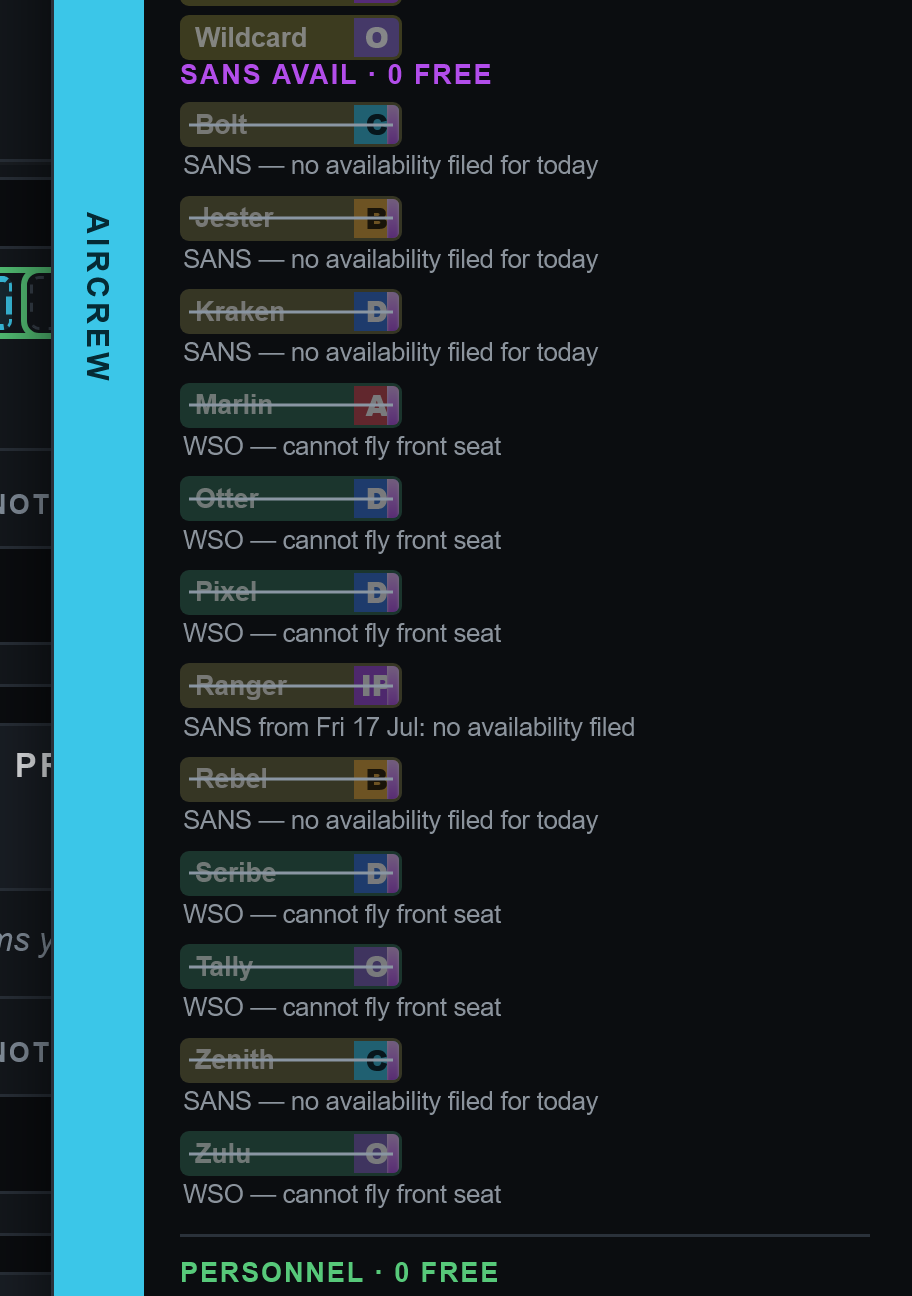 Wildcard O
SANS AVAIL · 0 FREE
Bolt C
SANS — no availability filed for today
Jester B
SANS — no availability filed for today
Kraken D
SANS — no availability filed for today
Marlin A
WSO — cannot fly front seat
Otter D
WSO — cannot fly front seat
Pixel D
WSO — cannot fly front seat
Ranger IP
SANS from Fri 17 Jul: no availability filed
Rebel B
SANS — no availability filed for today
Scribe D
WSO — cannot fly front seat
Tally O
WSO — cannot fly front seat
Zenith C
SANS — no availability filed for today
Zulu O
WSO — cannot fly front seat
PERSONNEL · 0 FREE
AIRCREW
NOT
PR
ms y
NOT